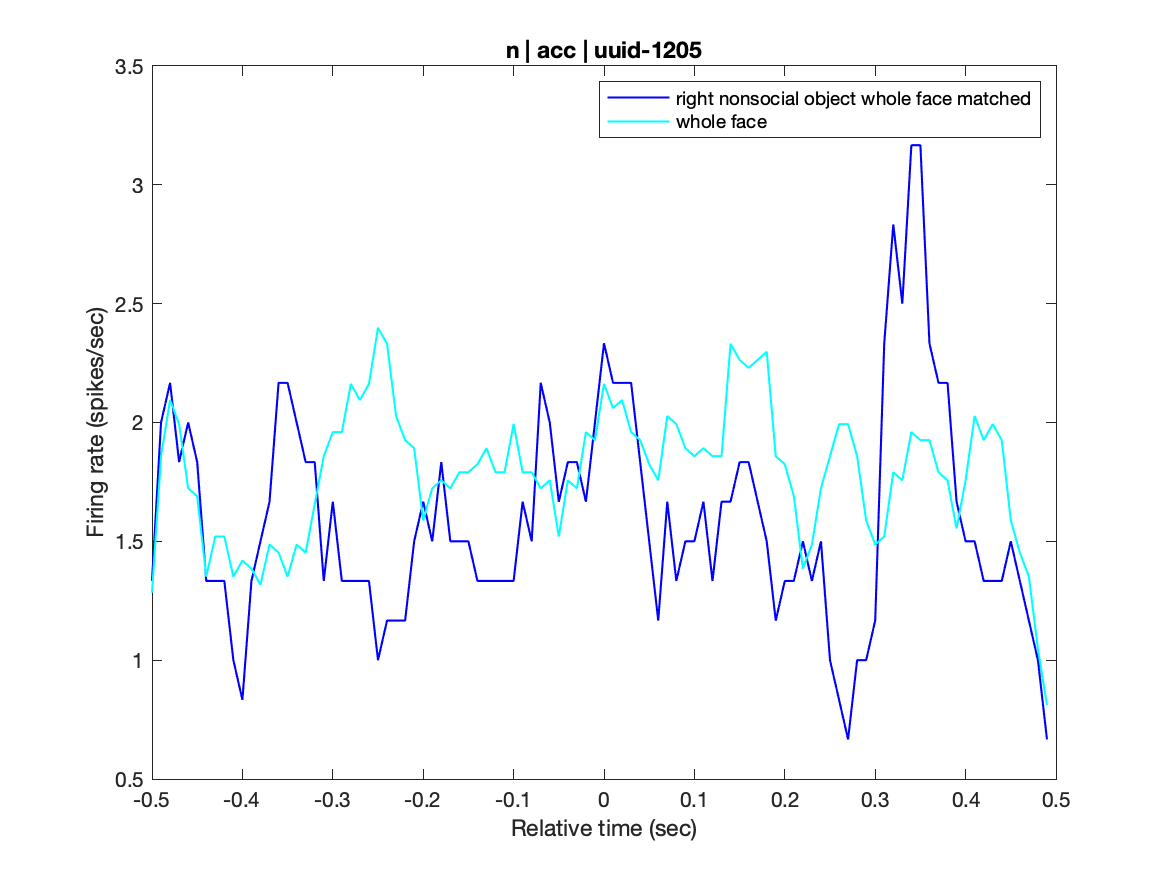 n | acc | uuid-1205
right nonsocial object whole face matched
whole face
3.5
3
2.5
2
1.5
1
0.5
Firing rate (spikes/sec)
-0.5 -0.4 -0.3 -0.2 -0.1 0 0.1 0.2 0.3 0.4 0.5
Relative time (sec)